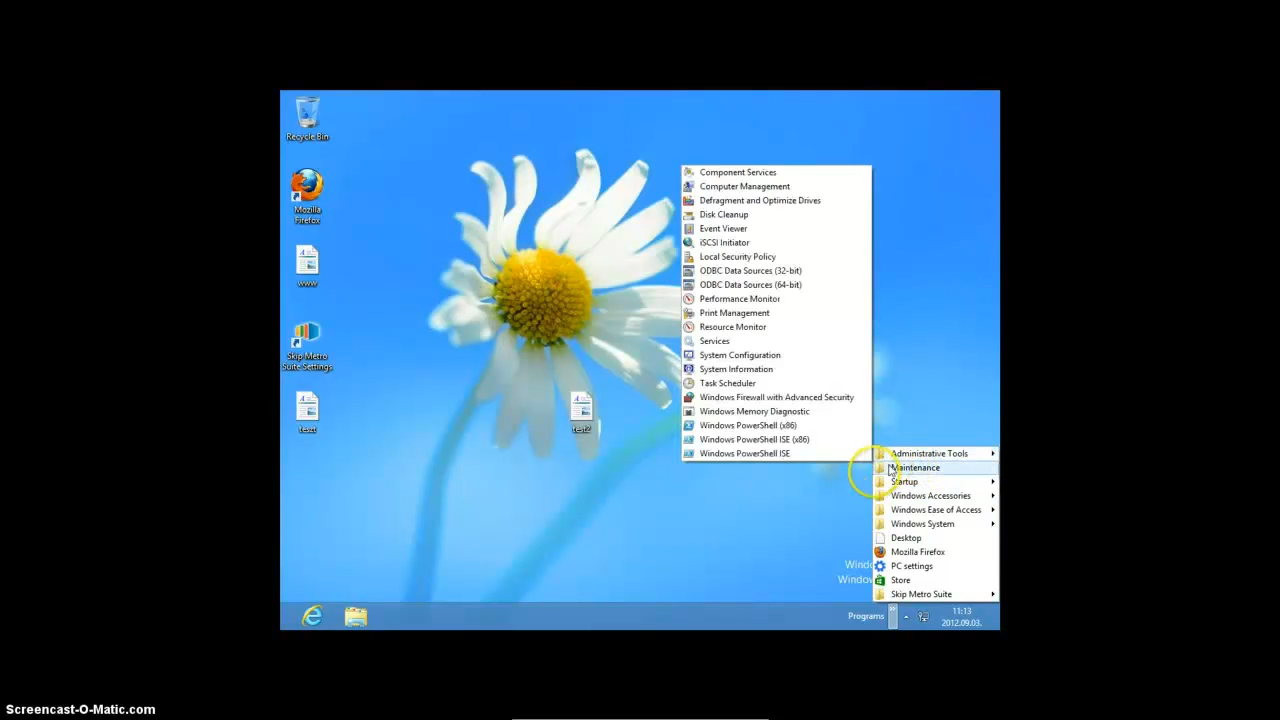 Recycle Bin
Mozilla
Firefox
www
Skip Metro
Suite Settings
teszt
test2
Component Services
Computer Management
Defragment and Optimize Drives
Disk Cleanup
Event Viewer
iSCSI Initiator
Local Security Policy
ODBC Data Sources (32-bit)
ODBC Data Sources (64-bit)
Performance Monitor
Print Management
Resource Monitor
Services
System Configuration
System Information
Task Scheduler
Windows Firewall with Advanced Security
Windows Memory Diagnostic
Windows PowerShell (x86)
Windows PowerShell ISE (x86)
Windows PowerShell ISE
Administrative Tools
Maintenance
Startup
Windows Accessories
Windows Ease of Access
Windows System
Desktop
Mozilla Firefox
PC settings
Store
Skip Metro Suite
Windo
Window
Programs
11:13
2012.09.03.
Screencast-O-Matic.com